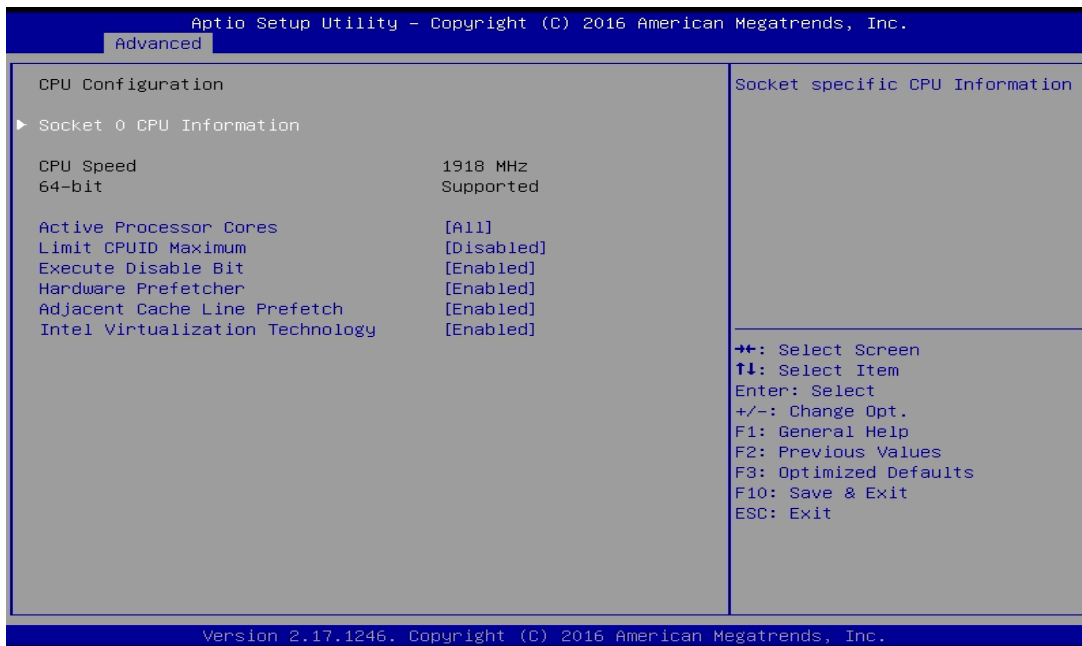 Aptio Setup Utility – Copyright (C) 2016 American Megatrends, Inc.
Advanced
CPU Configuration
Socket 0 CPU Information
CPU Speed 1918 MHz
64-bit Supported
Active Processor Cores [All]
Limit CPUID Maximum [Disabled]
Execute Disable Bit [Enabled]
Hardware Prefetcher [Enabled]
Adjacent Cache Line Prefetch [Enabled]
Intel Virtualization Technology [Enabled]
Socket specific CPU Information
→←: Select Screen
↑↓: Select Item
Enter: Select
+/-: Change Opt.
F1: General Help
F2: Previous Values
F3: Optimized Defaults
F10: Save & Exit
ESC: Exit
Version 2.17.1246. Copyright (C) 2016 American Megatrends, Inc.